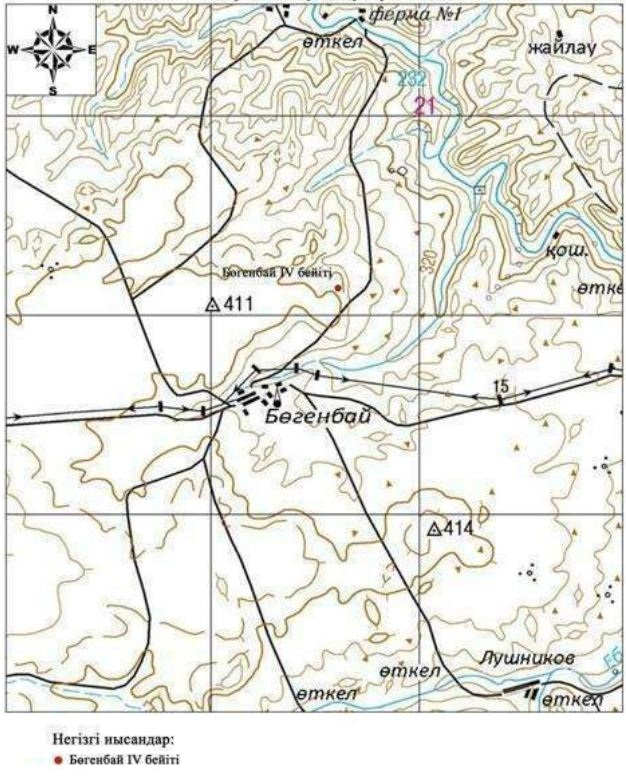 N
W E
S
ферма №1
өткел
жайлау
232
21
қош.
өтке
320
Бөгенбай IV бейіті
411
15
Бөгенбай
414
Лушников
өткел
өткел
өткел
Негізгі нысандар:
Бөгенбай IV бейіті